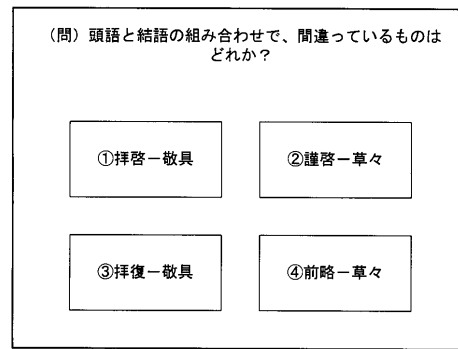 (問)頭語と結語の組み合わせで、間違っているものは
どれか?
①拝啓ー敬具
②謹啓ー草々
③拝復ー敬具
④前略ー草々